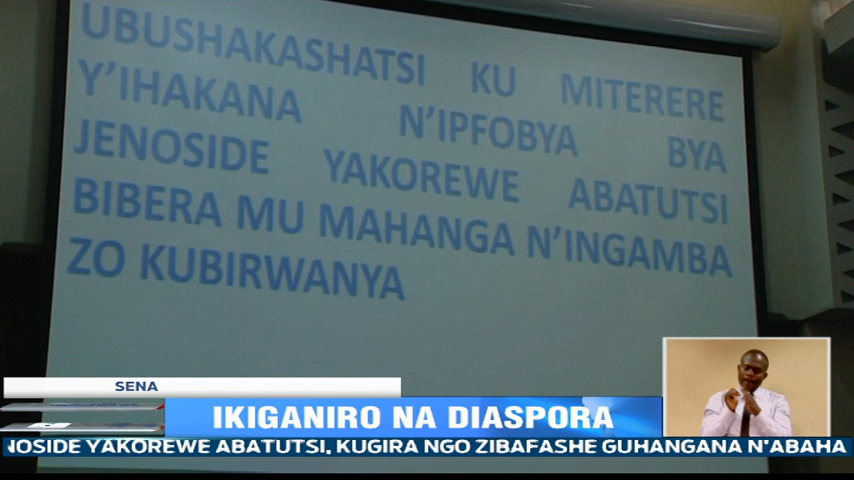 UBUSHAKASHATSI KU MITERERE
Y'IHAKANA N'IPFOBYA BYA
JENOSIDE YAKOREWE ABATUTSI
BIBERA MU MAHANGA N'INGAMBA
ZO KUBIRWANYA
SENA
IKIGANIRO NA DIASPORA
NOSIDE YAKOREWE ABATUTSI, KUGIRA NGO ZIBAFASHE GUHANGANA N'ABAHA